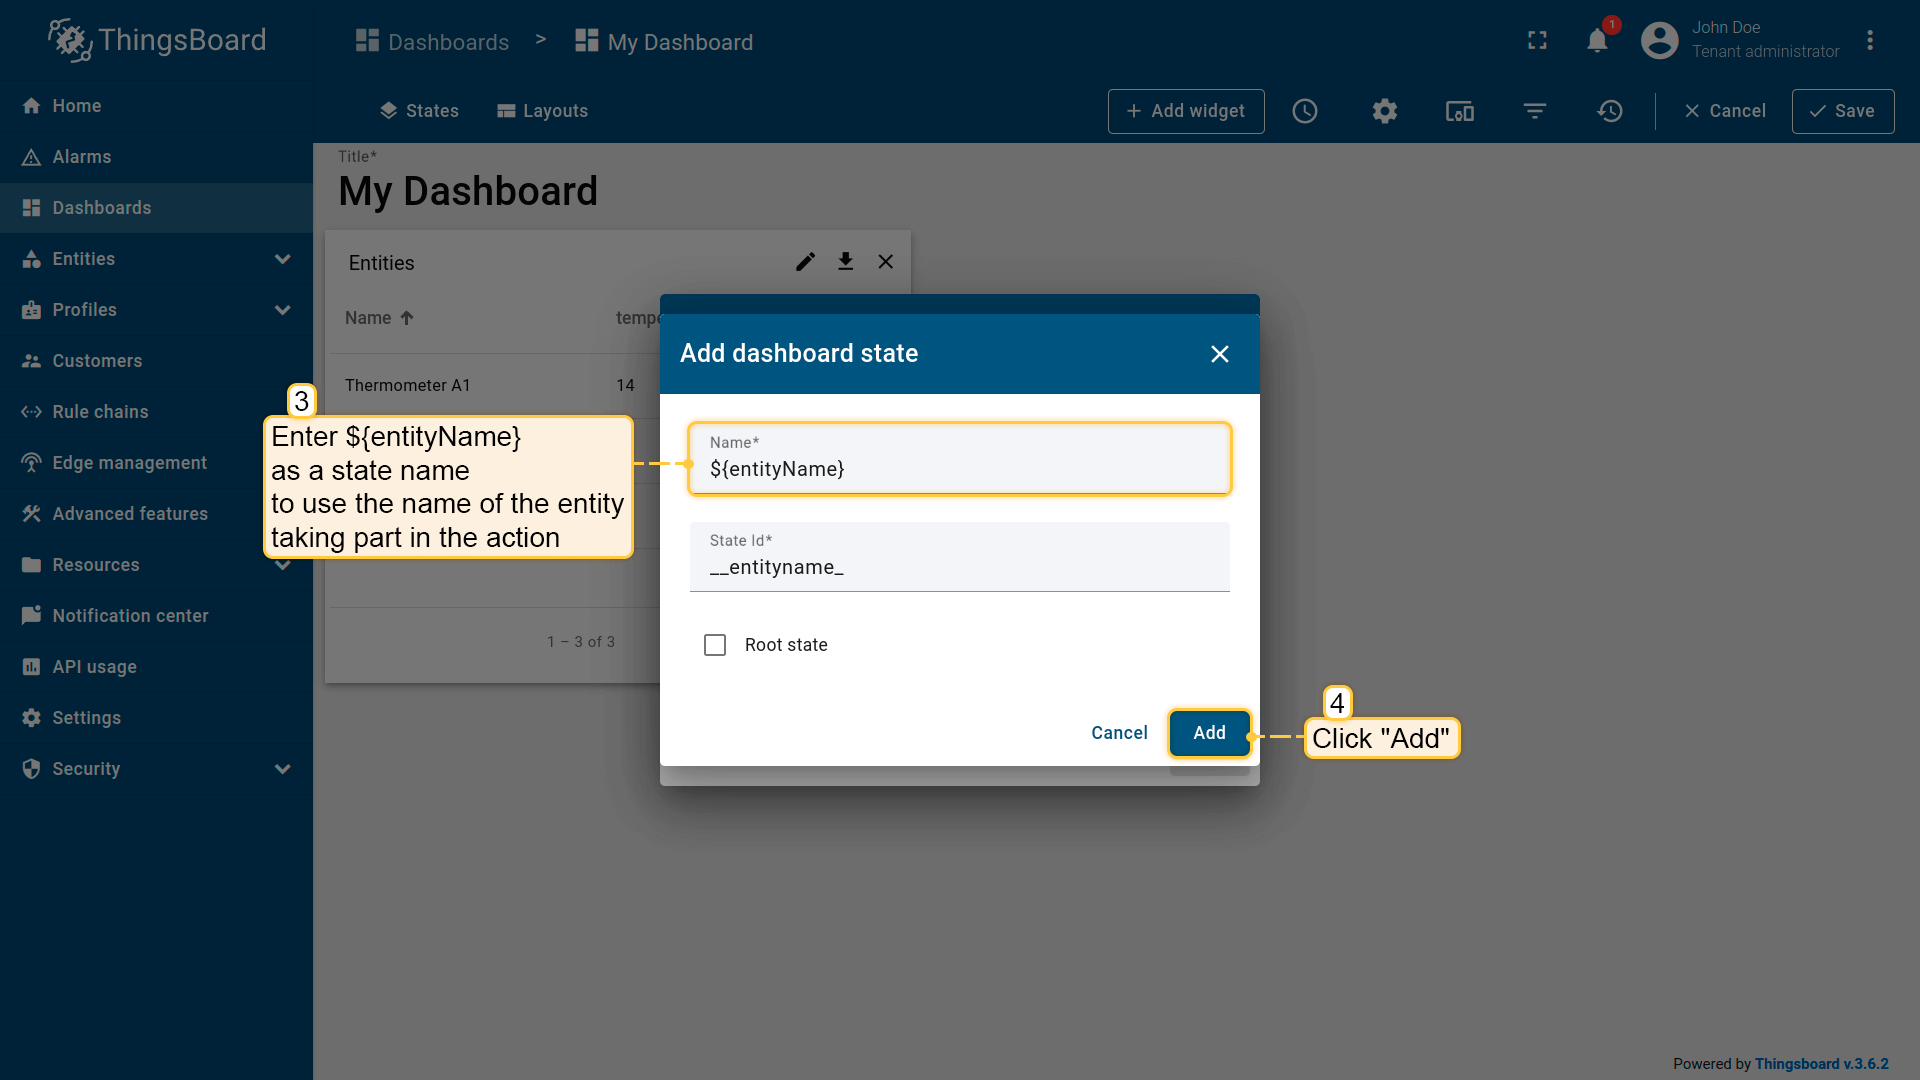 ThingsBoard
Dashboards > My Dashboard
1
John Doe
Tenant administrator
States
Layouts
+ Add widget
Cancel
Save
Home
Alarms
Dashboards
Entities
Profiles
Customers
Rule chains
Edge management
Advanced features
Resources
Notification center
API usage
Settings
Security
Title*
My Dashboard
Entities
Name
tempe
Thermometer A1
14
1 – 3 of 3
Add dashboard state
Name*
${entityName}
State Id*
__entityname_
Root state
Cancel
Add
3
Enter ${entityName}
as a state name
to use the name of the entity
taking part in the action
4
Click "Add"
Powered by Thingsboard v.3.6.2